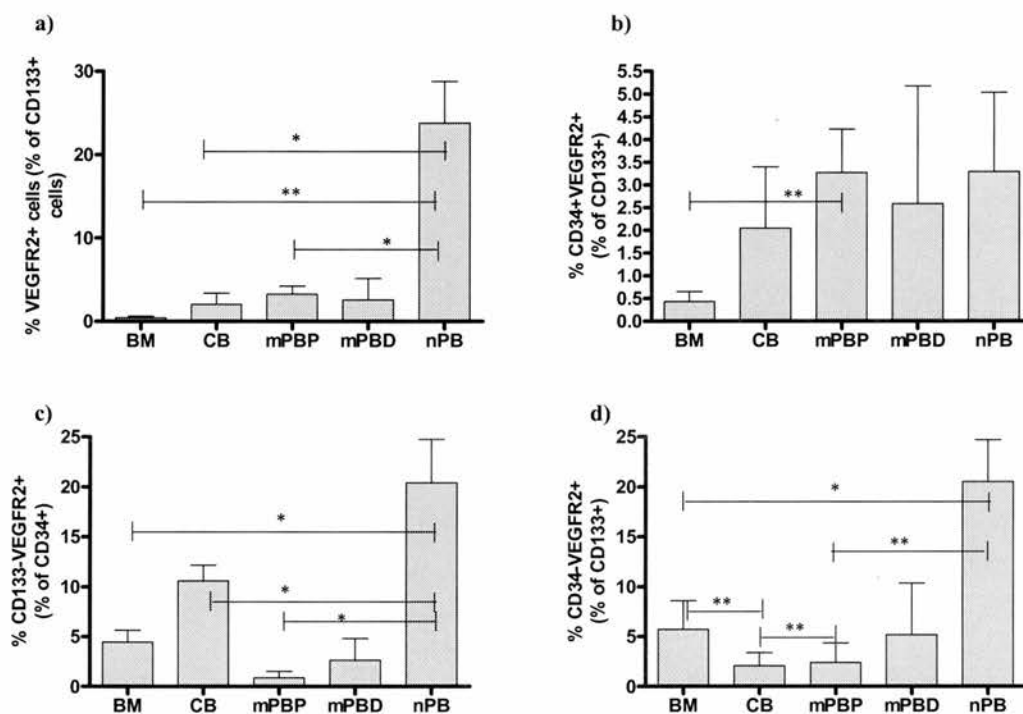 a)
% VEGFR2+ cells (% of CD133+
cells)
30
20
10
0
*
**
*
BM CB mPBP mPBD nPB
b)
% CD34+VEGFR2+
(% of CD133+)
5.5
5.0
4.5
4.0
3.5
3.0
2.5
2.0
1.5
1.0
0.5
0.0
**
BM CB mPBP mPBD nPB
c)
% CD133-VEGFR2+
(% of CD34+)
25
20
15
10
5
0
*
*
*
BM CB mPBP mPBD nPB
d)
% CD34-VEGFR2+
(% of CD133+)
25
20
15
10
5
0
*
**
**
**
BM CB mPBP mPBD nPB